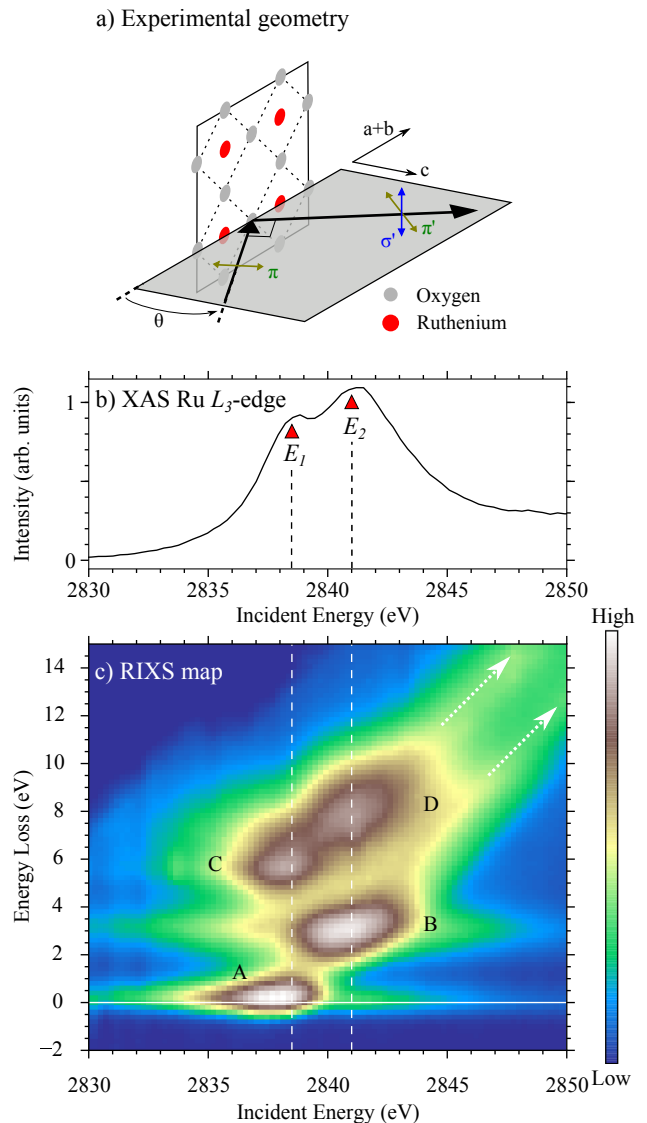 a) Experimental geometry
a+b
c
π
σ'
π'
θ
Oxygen
Ruthenium
b) XAS Ru L₃-edge
E₁
E₂
1
0
Intensity (arb. units)
2830 2835 2840 2845 2850
Incident Energy (eV)
High
c) RIXS map
14
12
10
8
6
4
2
0
−2
Energy Loss (eV)
D
C
B
A
Low
2830 2835 2840 2845 2850
Incident Energy (eV)